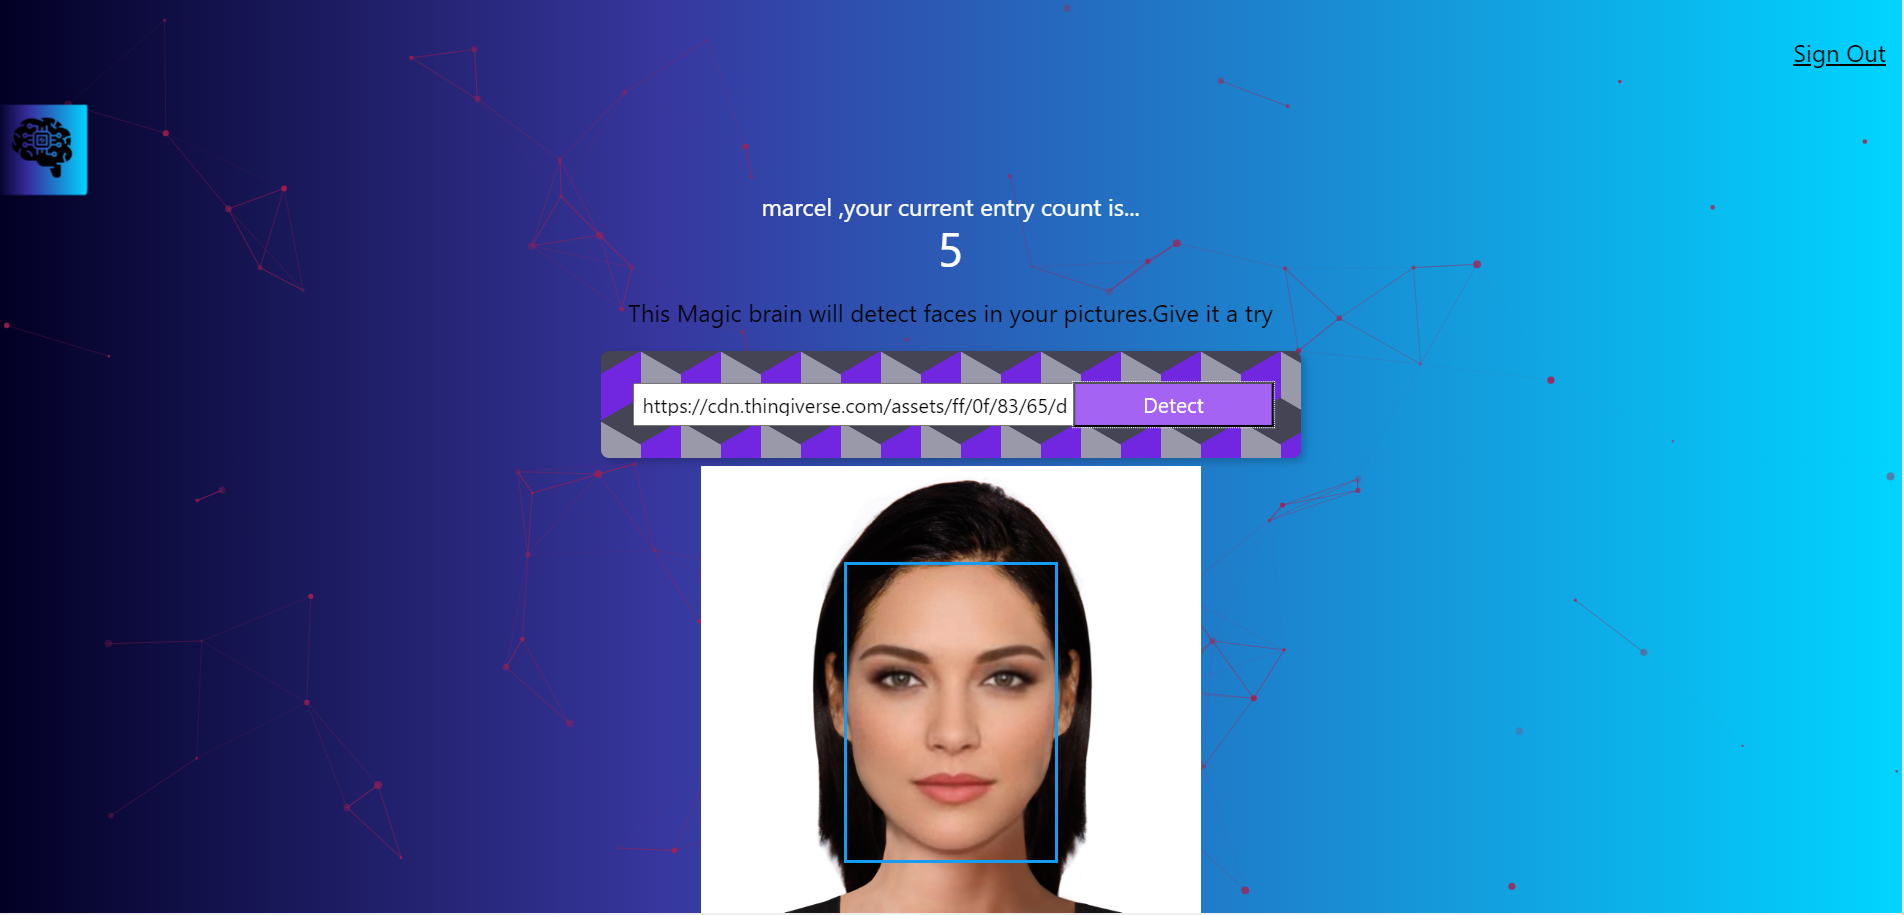 Sign Out
marcel ,your current entry count is...
5
This Magic brain will detect faces in your pictures.Give it a try
https://cdn.thingiverse.com/assets/ff/0f/83/65/d
Detect